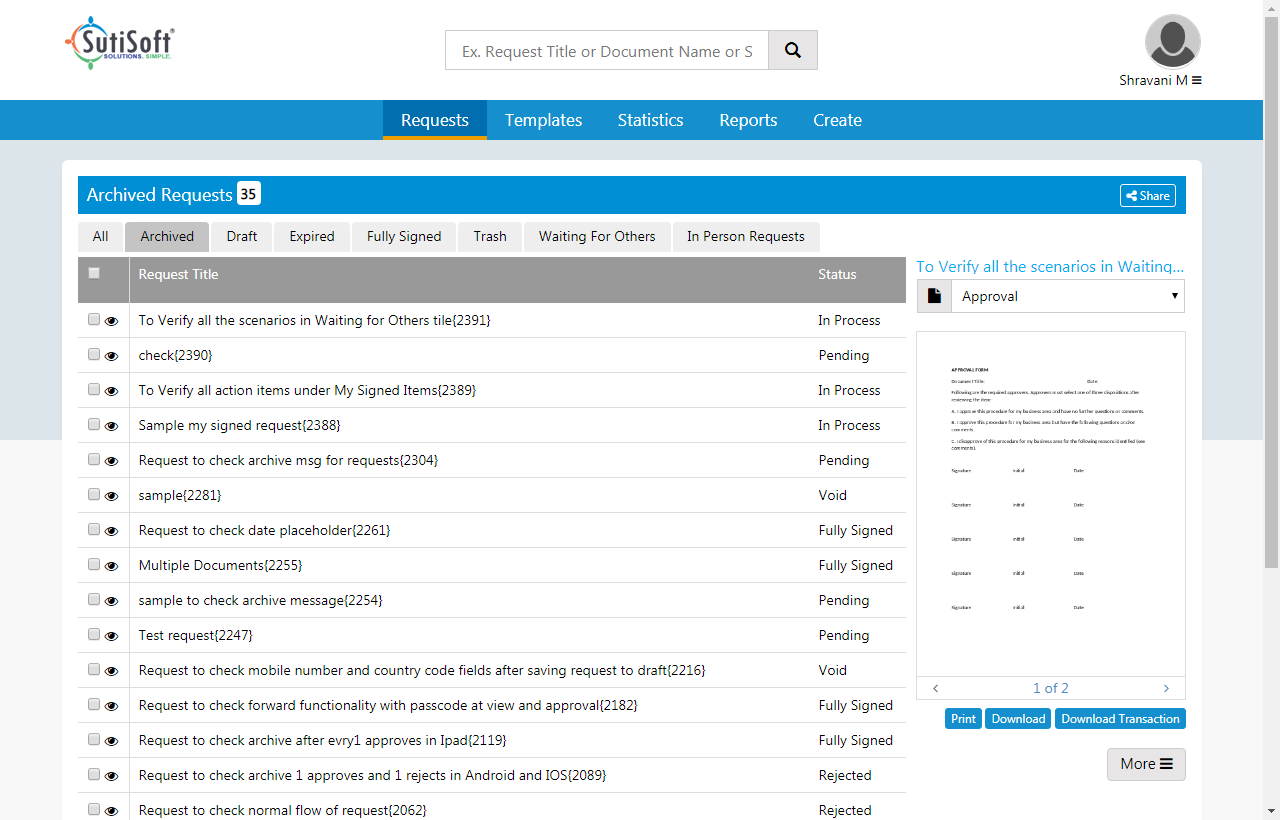 SutiSoft®
SOLUTIONS. SIMPLE.
Ex. Request Title or Document Name or S
Shravani M
Requests Templates Statistics Reports Create
Archived Requests 35
Share
All Archived Draft Expired Fully Signed Trash Waiting For Others In Person Requests
Request Title Status
To Verify all the scenarios in Waiting for Others tile{2391} In Process
check{2390} Pending
To Verify all action items under My Signed Items{2389} In Process
Sample my signed request{2388} In Process
Request to check archive msg for requests{2304} Pending
sample{2281} Void
Request to check date placeholder{2261} Fully Signed
Multiple Documents{2255} Fully Signed
sample to check archive message{2254} Pending
Test request{2247} Pending
Request to check mobile number and country code fields after saving request to draft{2216} Void
Request to check forward functionality with passcode at view and approval{2182} Fully Signed
Request to check archive after evry1 approves in Ipad{2119} Fully Signed
Request to check archive 1 approves and 1 rejects in Android and IOS{2089} Rejected
Request to check normal flow of request{2062} Rejected
To Verify all the scenarios in Waiting...
Approval
APPROVAL FORM
Document Title: Date:
Following are the required approvers. Approvers must select one of three dispositions after
reviewing the item:
A. I approve this procedure for my business area and have no further questions or comments.
B. I approve this procedure for my business area but have the following questions and/or
comments.
C. I disapprove of this procedure for my business area for the following reasons identified (see
comments).
Signature Initial Date
Signature Initial Date
Signature Initial Date
Signature Initial Date
Signature Initial Date
1 of 2
Print Download Download Transaction
More